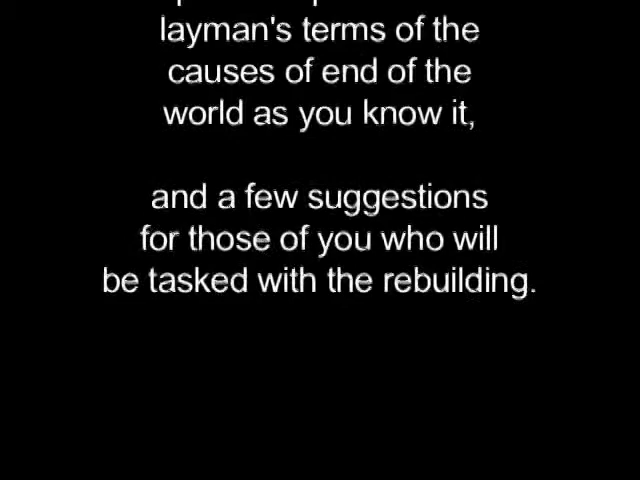 layman's terms of the
causes of end of the
world as you know it,
and a few suggestions
for those of you who will
be tasked with the rebuilding.